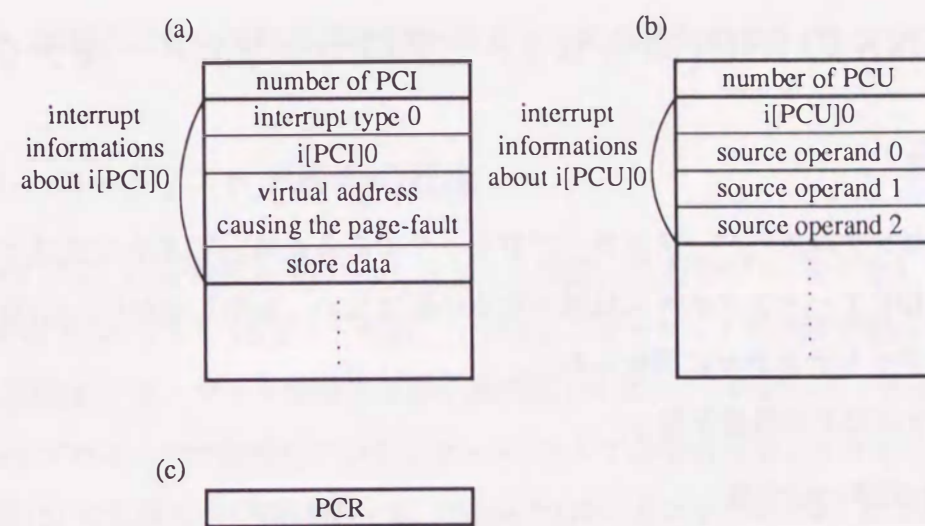 (a)
number of PCI
interrupt
informations
about i[PCI]0
interrupt type 0
i[PCI]0
virtual address
causing the page-fault
store data
(b)
number of PCU
interrupt
informations
about i[PCU]0
i[PCU]0
source operand 0
source operand 1
source operand 2
(c)
PCR